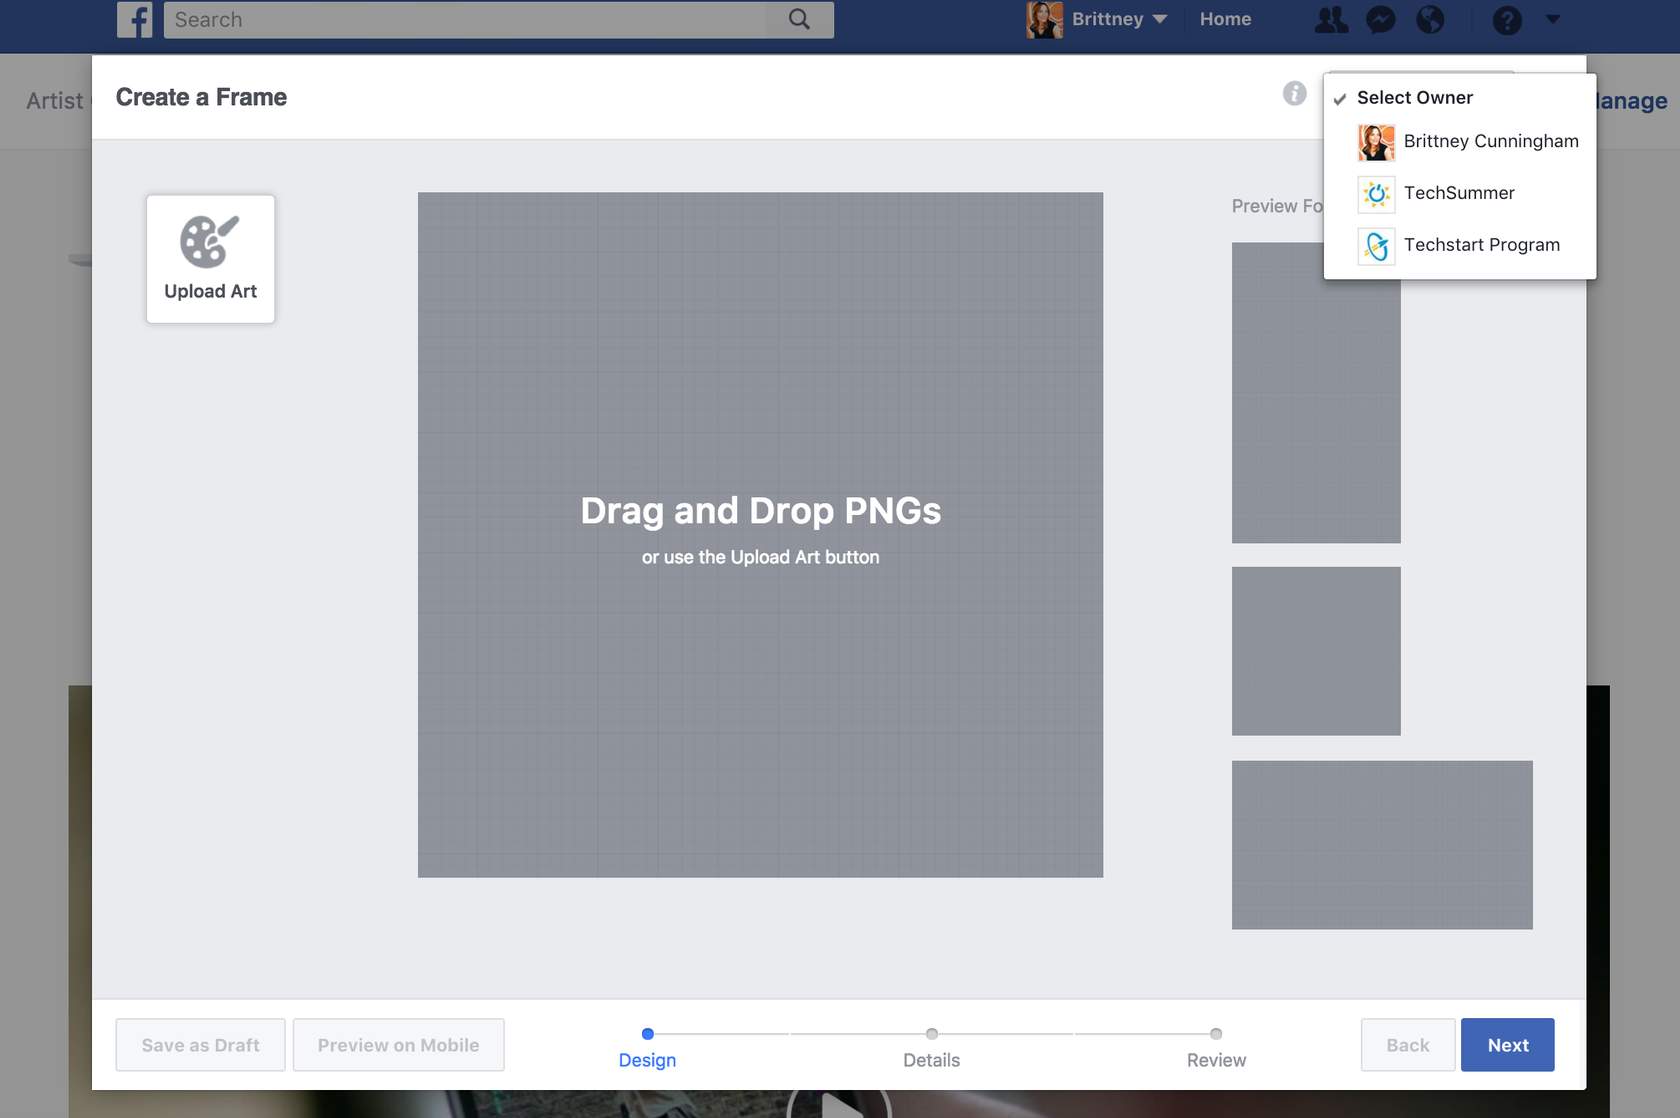 Search
Brittney
Home
Artist
Create a Frame
Select Owner
Brittney Cunningham
TechSummer
Techstart Program
Upload Art
Preview Fo
Drag and Drop PNGs
or use the Upload Art button
Save as Draft
Preview on Mobile
Design
Details
Review
Back
Next